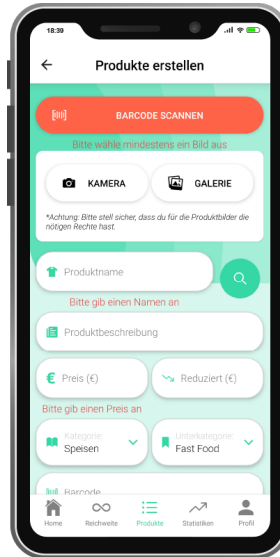 18:39
Produkte erstellen
BARCODE SCANNEN
Bitte wähle mindestens ein Bild aus
KAMERA
GALERIE
*Achtung: Bitte stell sicher, dass du für die Produktbilder die
nötigen Rechte hast.
Produktname
Bitte gib einen Namen an
Produktbeschreibung
€ Preis (€)
Reduziert (€)
Bitte gib einen Preis an
Kategorie:
Speisen
Unterkategorie:
Fast Food
Barcode
Home
Reichweite
Produkte
Statistiken
Profil